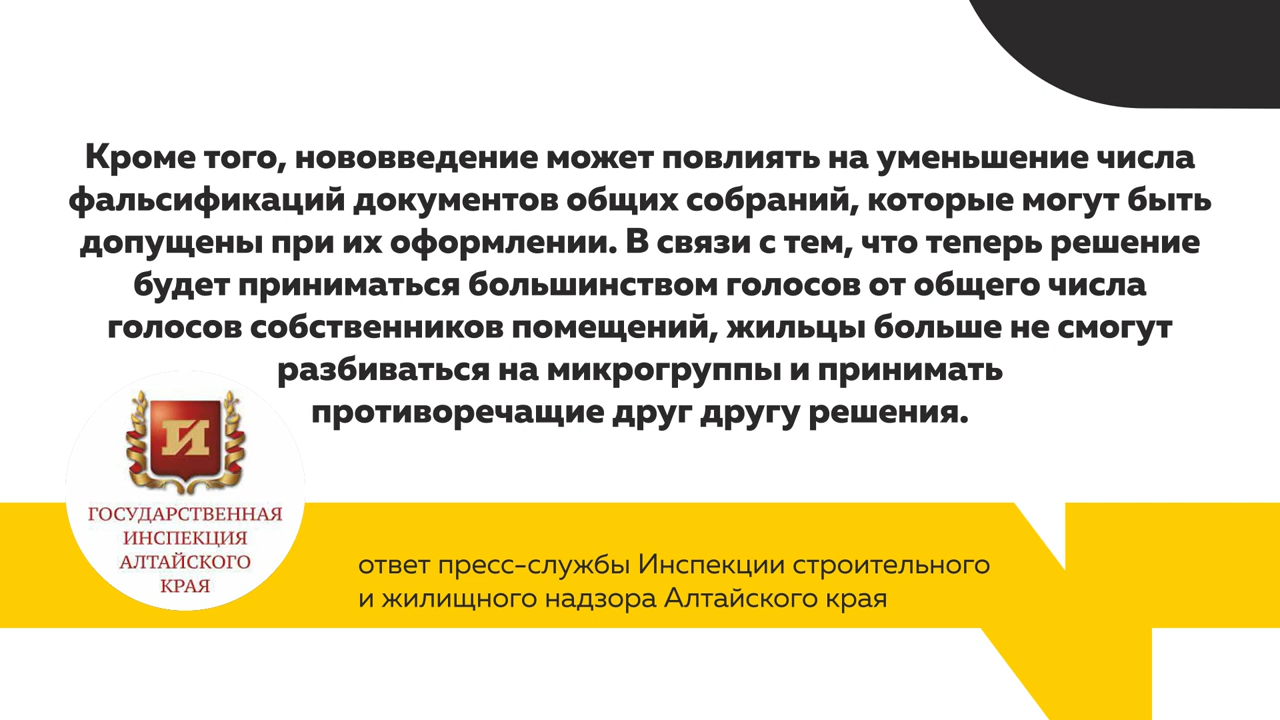 Кроме того, нововведение может повлиять на уменьшение числа
фальсификаций документов общих собраний, которые могут быть
допущены при их оформлении. В связи с тем, что теперь решение
будет приниматься большинством голосов от общего числа
голосов собственников помещений, жильцы больше не смогут
разбиваться на микрогруппы и принимать
противоречащие друг другу решения.
ГИ
ГОСУДАРСТВЕННАЯ
ИНСПЕКЦИЯ
АЛТАЙСКОГО
КРАЯ
ответ пресс-службы Инспекции строительного
и жилищного надзора Алтайского края